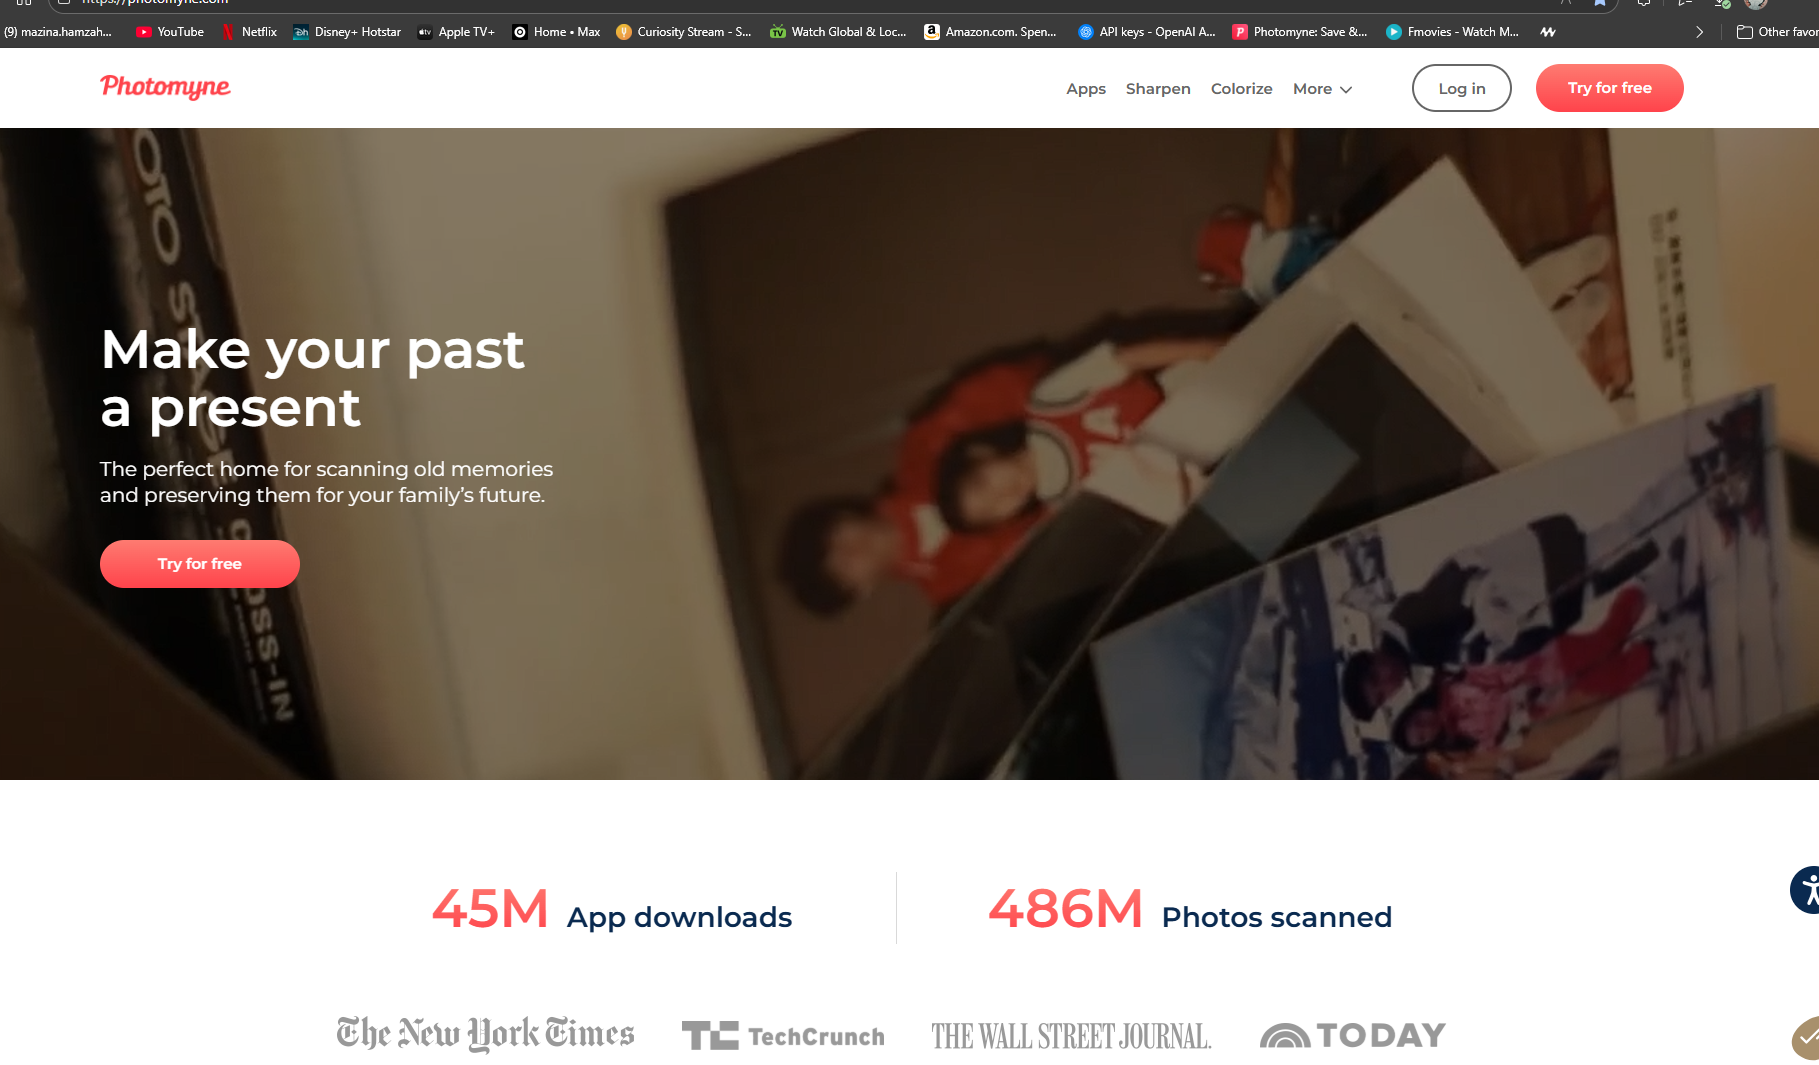 https://photomyne.com
(9) mazina.hamzah...
YouTube
Netflix
Disney+ Hotstar
Apple TV+
Home • Max
Curiosity Stream - S...
Watch Global & Loc...
Amazon.com. Spen...
API keys - OpenAI A...
Photomyne: Save &...
Fmovies - Watch M...
Other favor
Photomyne
Apps
Sharpen
Colorize
More
Log in
Try for free
Make your past
a present
The perfect home for scanning old memories
and preserving them for your family's future.
Try for free
45M App downloads
486M Photos scanned
The New York Times
TC TechCrunch
THE WALL STREET JOURNAL.
TODAY